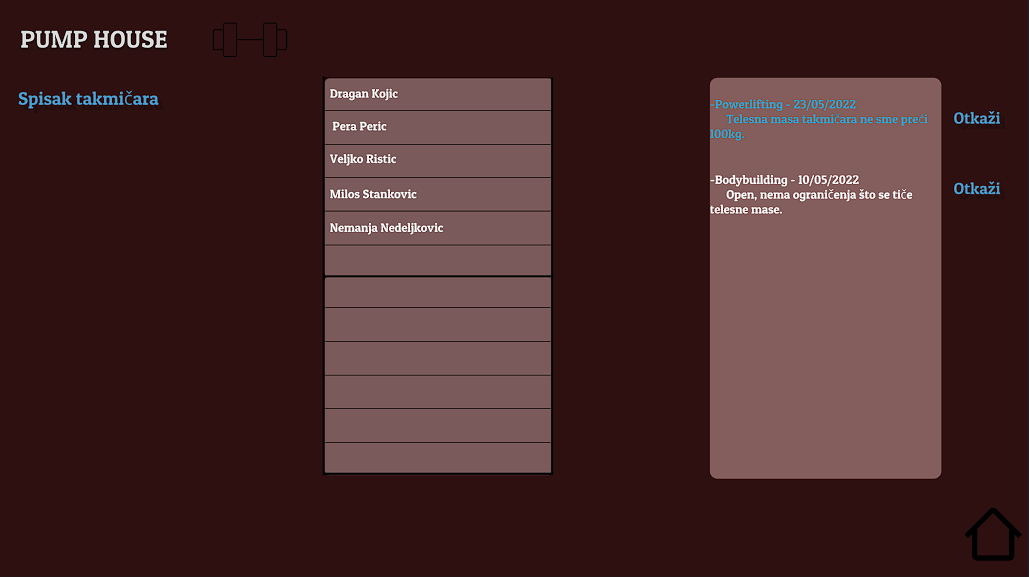 PUMP HOUSE
Spisak takmičara
Dragan Kojic
Pera Peric
Veljko Ristic
Milos Stankovic
Nemanja Nedeljkovic
-Powerlifting - 23/05/2022
Telesna masa takmičara ne sme preći
100kg.
Otkaži
-Bodybuilding - 10/05/2022
Open, nema ograničenja što se tiče
telesne mase.
Otkaži